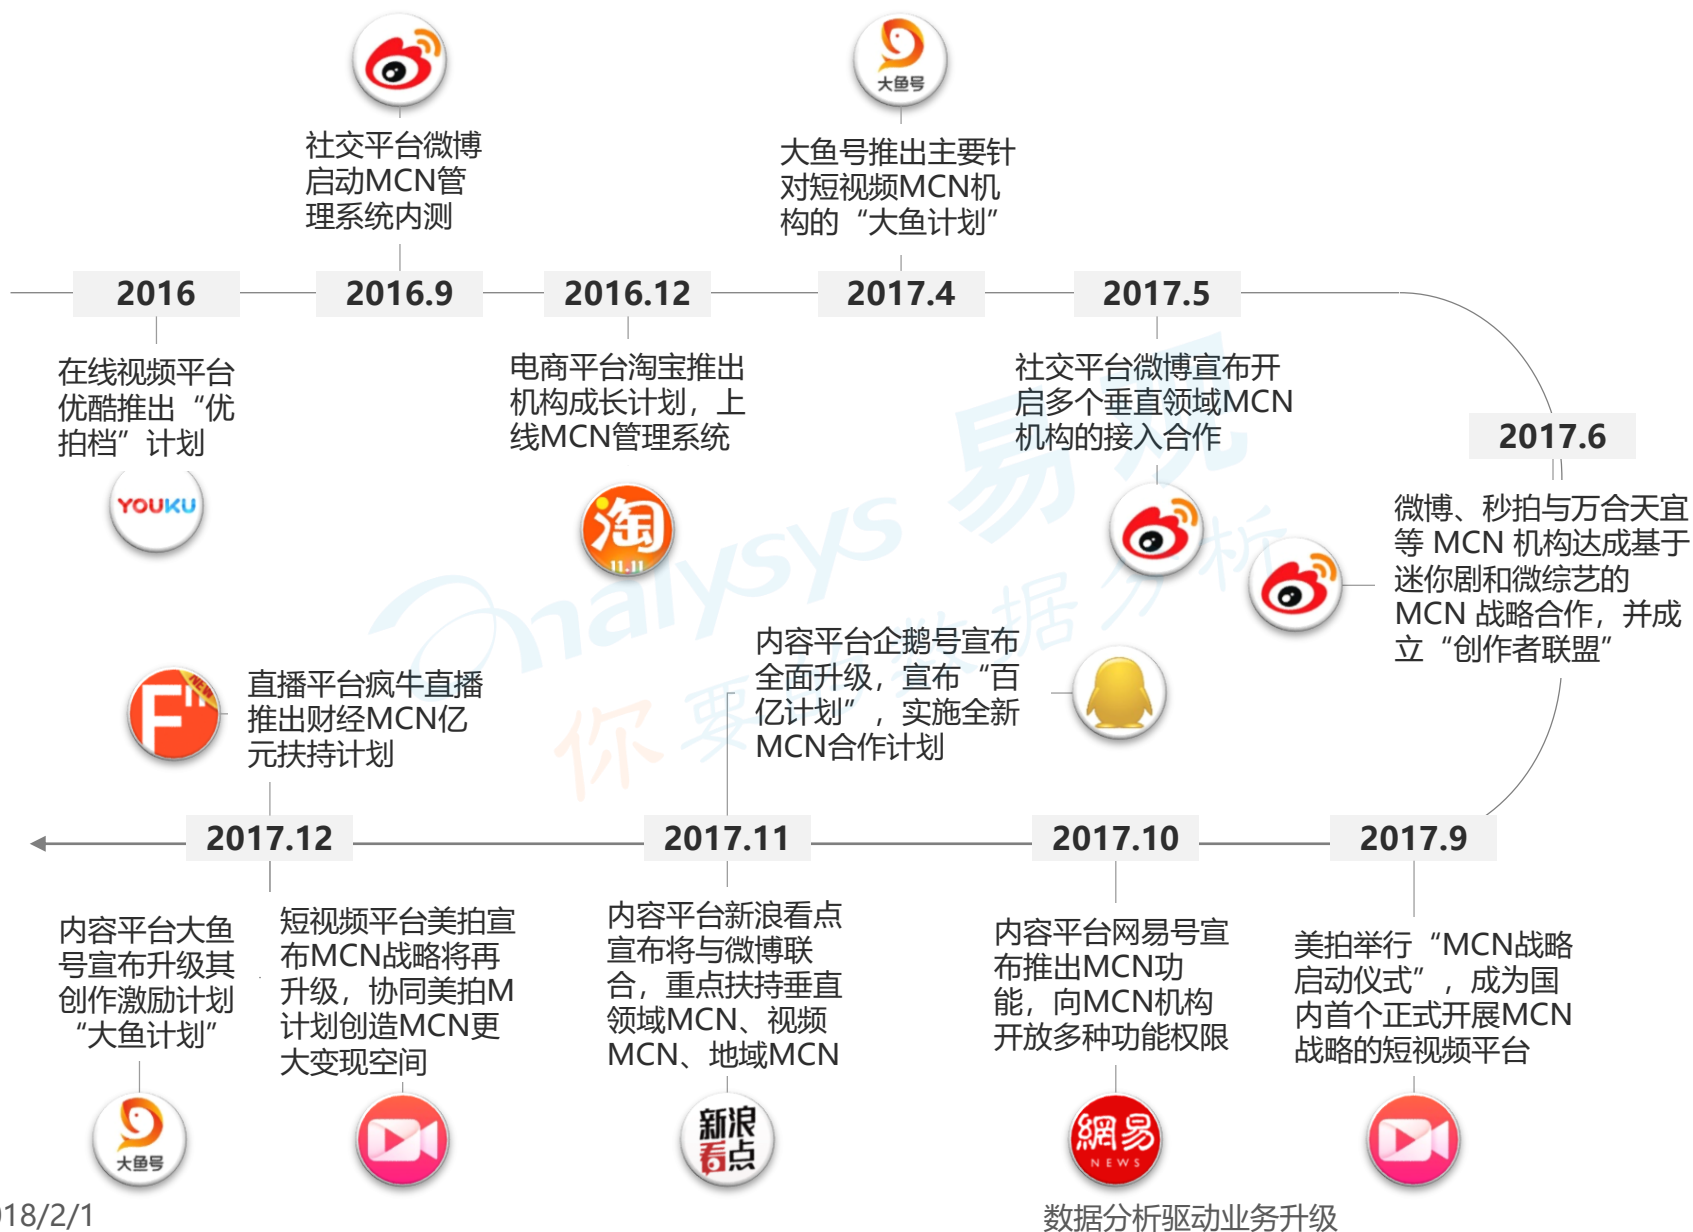 大鱼号
社交平台微博
启动MCN管
理系统内测
大鱼号推出主要针
对短视频MCN机
构的“大鱼计划”
2016
2016.9
2016.12
2017.4
2017.5
在线视频平台
优酷推出“优
拍档”计划
YOUKU
电商平台淘宝推出
机构成长计划，上
线MCN管理系统
淘
11.11
社交平台微博宣布开
启多个垂直领域MCN
机构的接入合作
2017.6
微博、秒拍与万合天宜
等 MCN 机构达成基于
迷你剧和微综艺的
MCN 战略合作，并成
立“创作者联盟”
analysys 易观
你要的数据分析
NEW
直播平台疯牛直播
推出财经MCN亿
元扶持计划
内容平台企鹅号宣布
全面升级，宣布“百
亿计划”，实施全新
MCN合作计划
2017.12
2017.11
2017.10
2017.9
内容平台大鱼
号宣布升级其
创作激励计划
“大鱼计划”
大鱼号
短视频平台美拍宣
布MCN战略将再
升级，协同美拍M
计划创造MCN更
大变现空间
内容平台新浪看点
宣布将与微博联
合，重点扶持垂直
领域MCN、视频
MCN、地域MCN
新浪
看点
内容平台网易号宣
布推出MCN功
能，向MCN机构
开放多种功能权限
網易
NEWS
美拍举行“MCN战略
启动仪式”，成为国
内首个正式开展MCN
战略的短视频平台
018/2/1
数据分析驱动业务升级